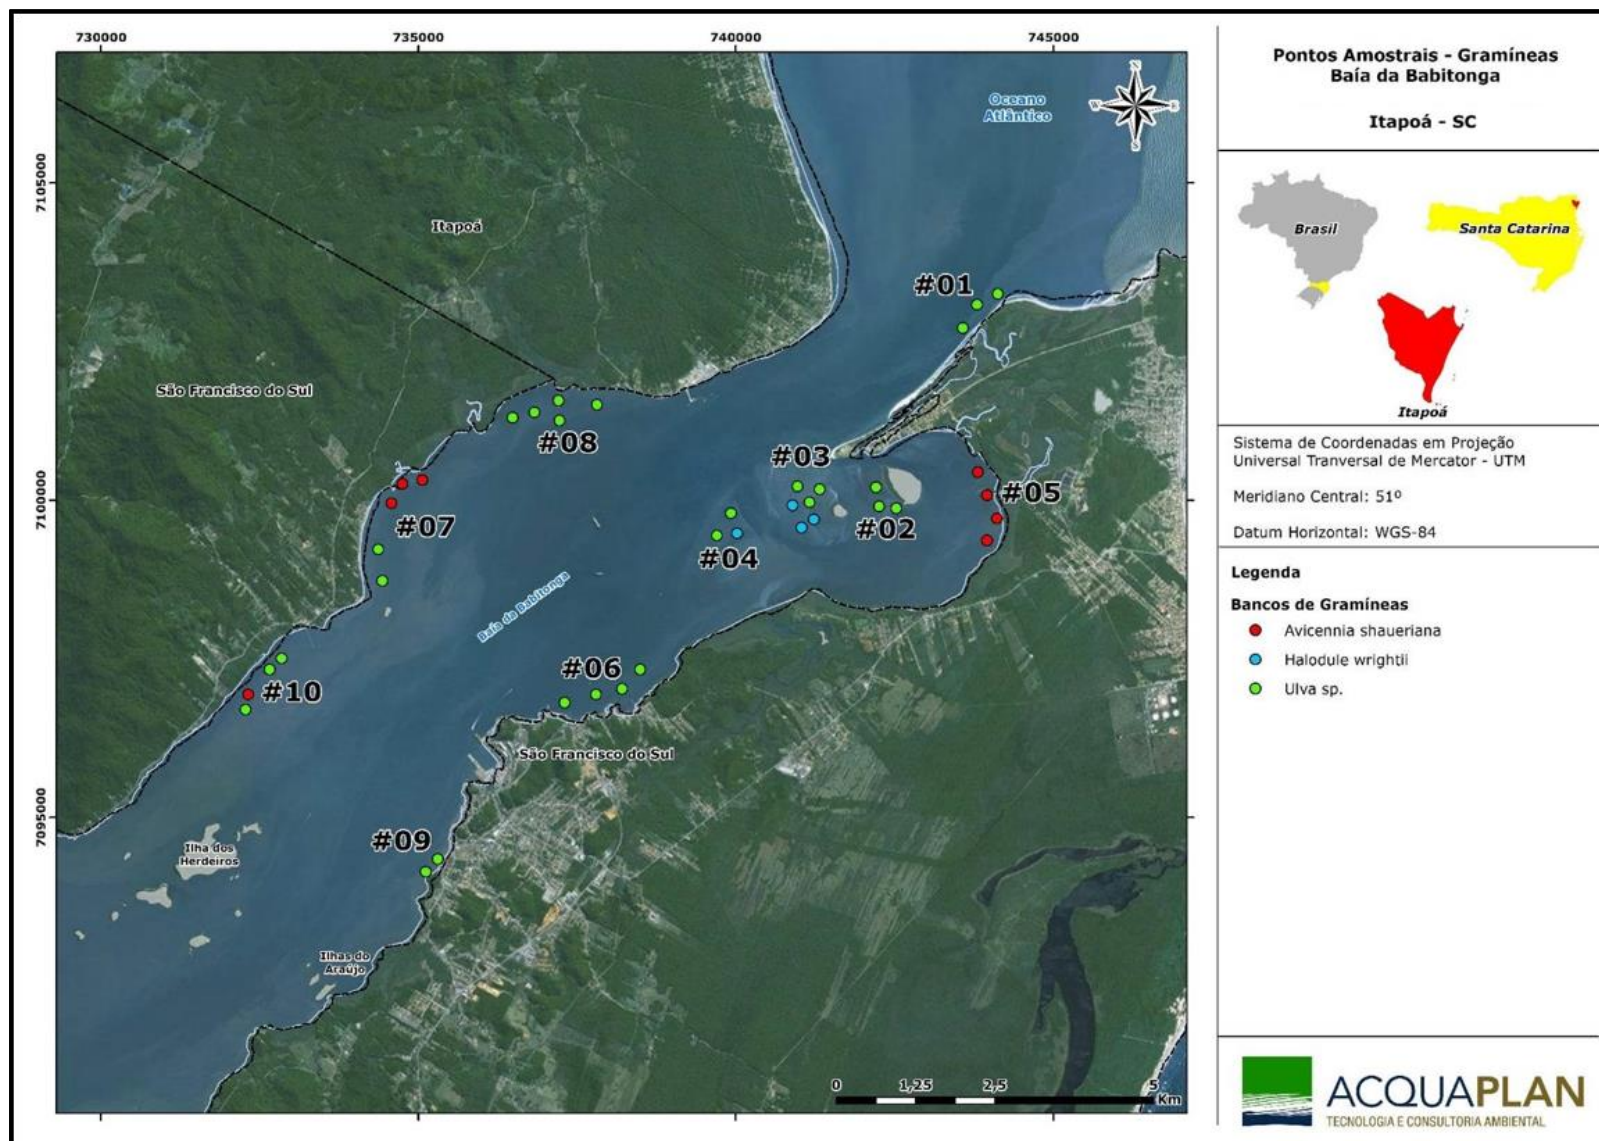 730000
735000
740000
745000
7105000
7100000
7095000
Oceano
Atlântico
Itapoá
São Francisco do Sul
#01
#08
#03
#05
#07
#02
#04
Baía da Babitonga
#06
#10
São Francisco do Sul
#09
Ilha dos
Herdeiros
Ilhas do
Araújo
0 1,25 2,5 5
Km
N
W E
S
Pontos Amostrais - Gramíneas
Baía da Babitonga
Itapoá - SC
Brasil
Santa Catarina
Itapoá
Sistema de Coordenadas em Projeção
Universal Tranversal de Mercator - UTM
Meridiano Central: 51º
Datum Horizontal: WGS-84
Legenda
Bancos de Gramíneas
Avicennia shaueriana
Halodule wrightii
Ulva sp.
ACQUAPLAN
TECNOLOGIA E CONSULTORIA AMBIENTAL